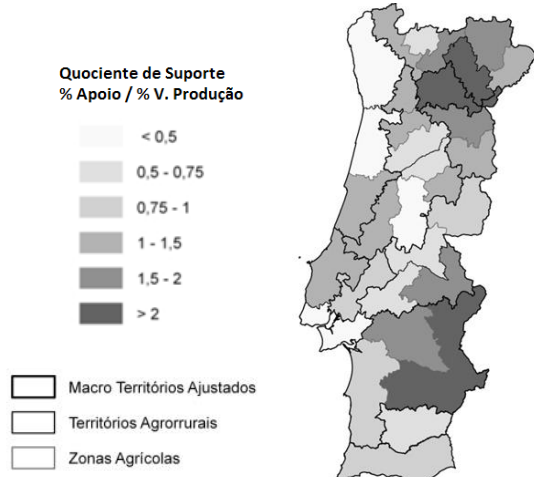 Quociente de Suporte
% Apoio / % V. Produção
< 0,5
0,5 - 0,75
0,75 - 1
1 - 1,5
1,5 - 2
> 2
Macro Territórios Ajustados
Territórios Agrorrurais
Zonas Agrícolas